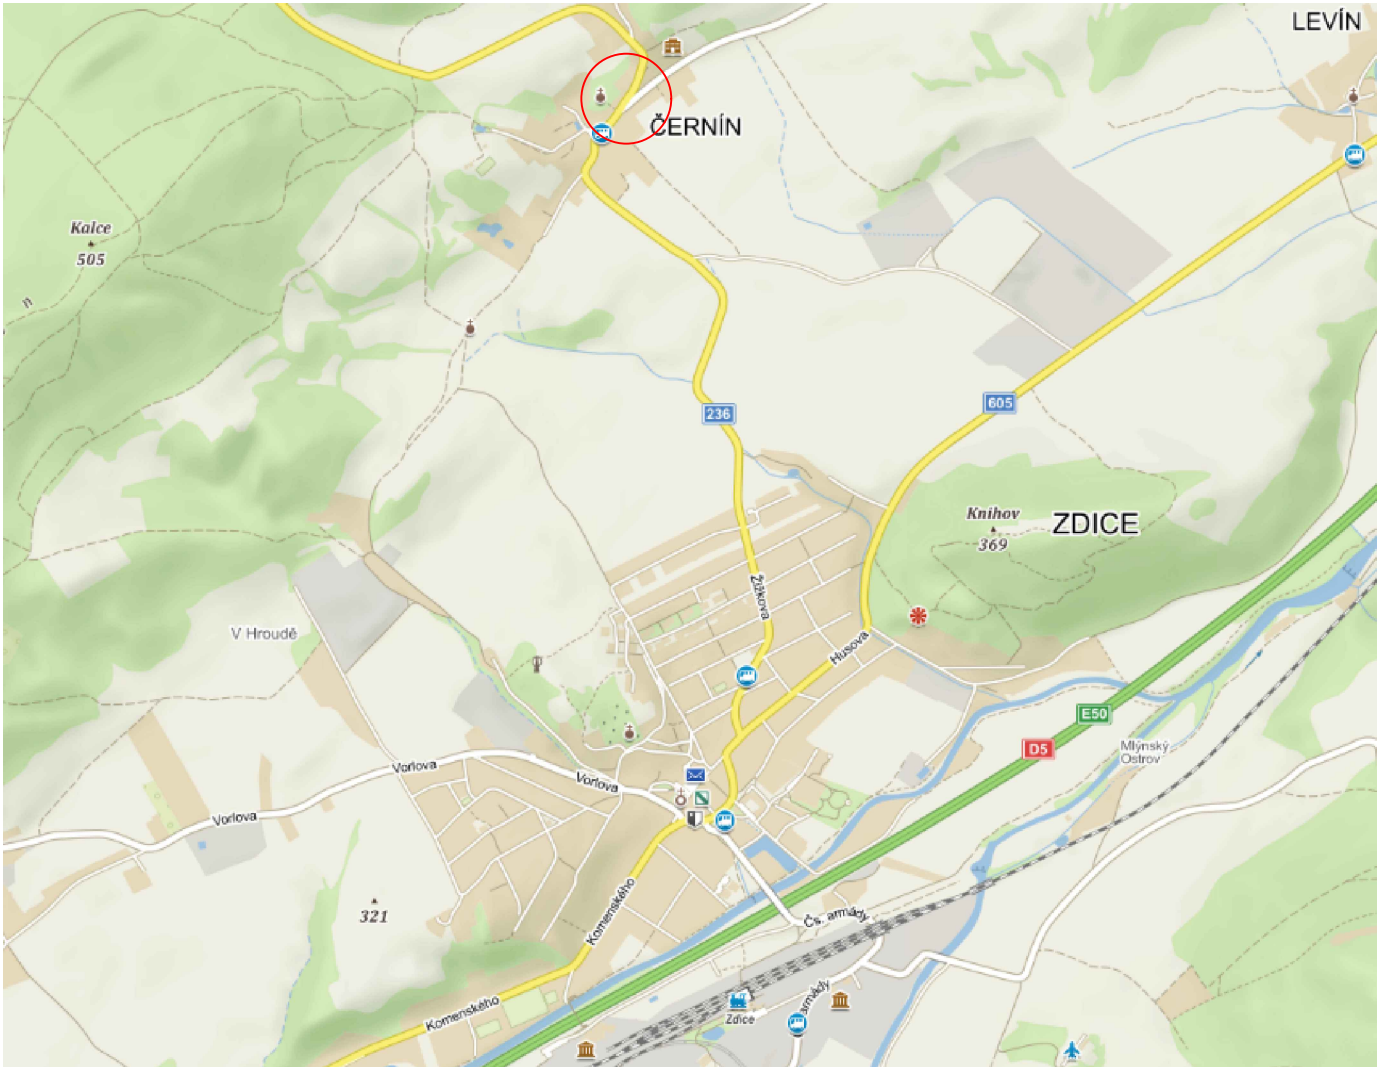 LEVÍN
ČERNÍN
Kalce
505
236
605
Knihov
369
ZDICE
Žižkova
V Hroudě
Husova
E50
D5
Mlýnský
Ostrov
Vorlova
Vorlova
Vorlova
Komenského
321
Čs. armády
Komenského
armády
Zdice